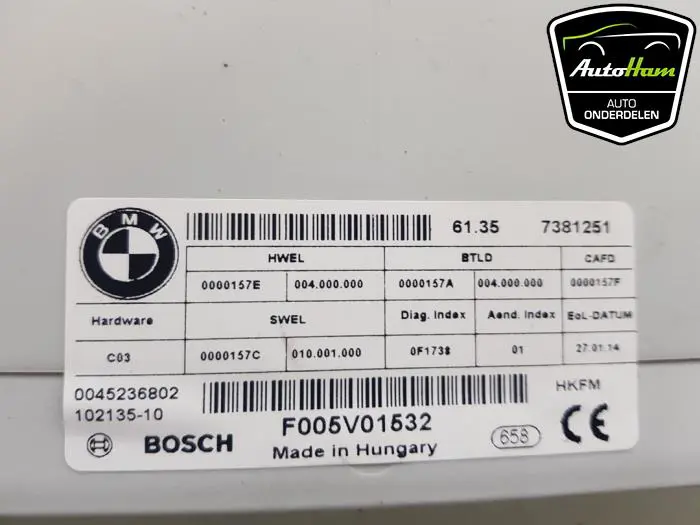 AutoHam
AUTO
ONDERDELEN
BMW
61.35 7381251
HWEL BTLD CAFD
0000157E 004.000.000 0000157A 004.000.000 0000157F
Hardware SWEL Diag. Index Aend. Index EoL-DATUM
C03 0000157C 010.001.000 0F1738 01 27.01.14
0045236802
102135-10
HKFM
BOSCH
F005V01532
Made in Hungary
658
CE